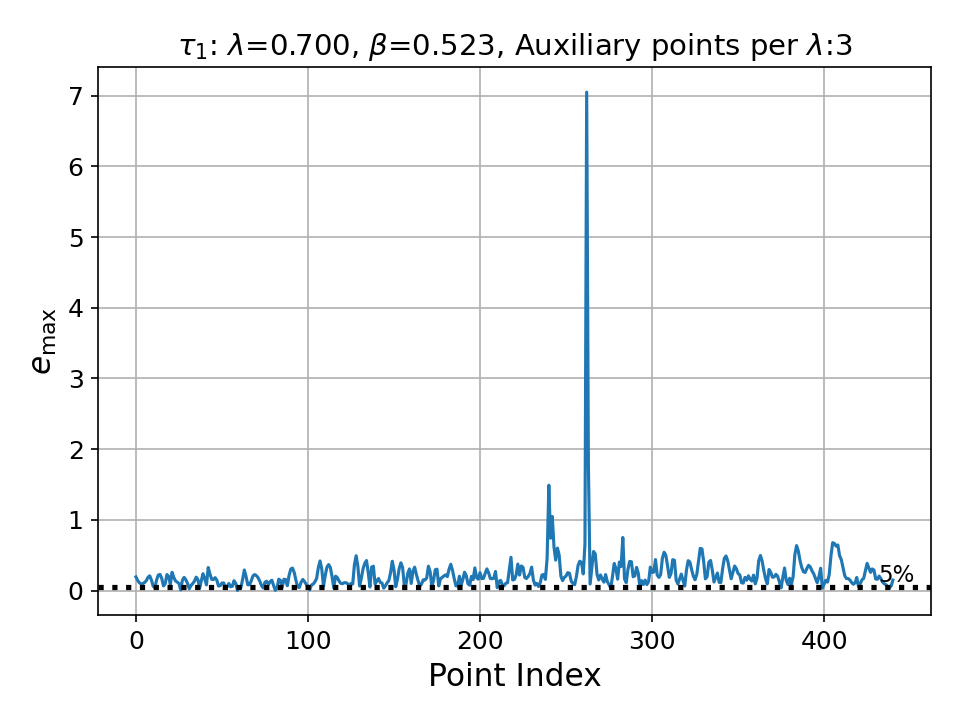 τ₁: λ=0.700, β=0.523, Auxiliary points per λ:3
e_max
7
6
5
4
3
2
1
0
5%
0 100 200 300 400
Point Index